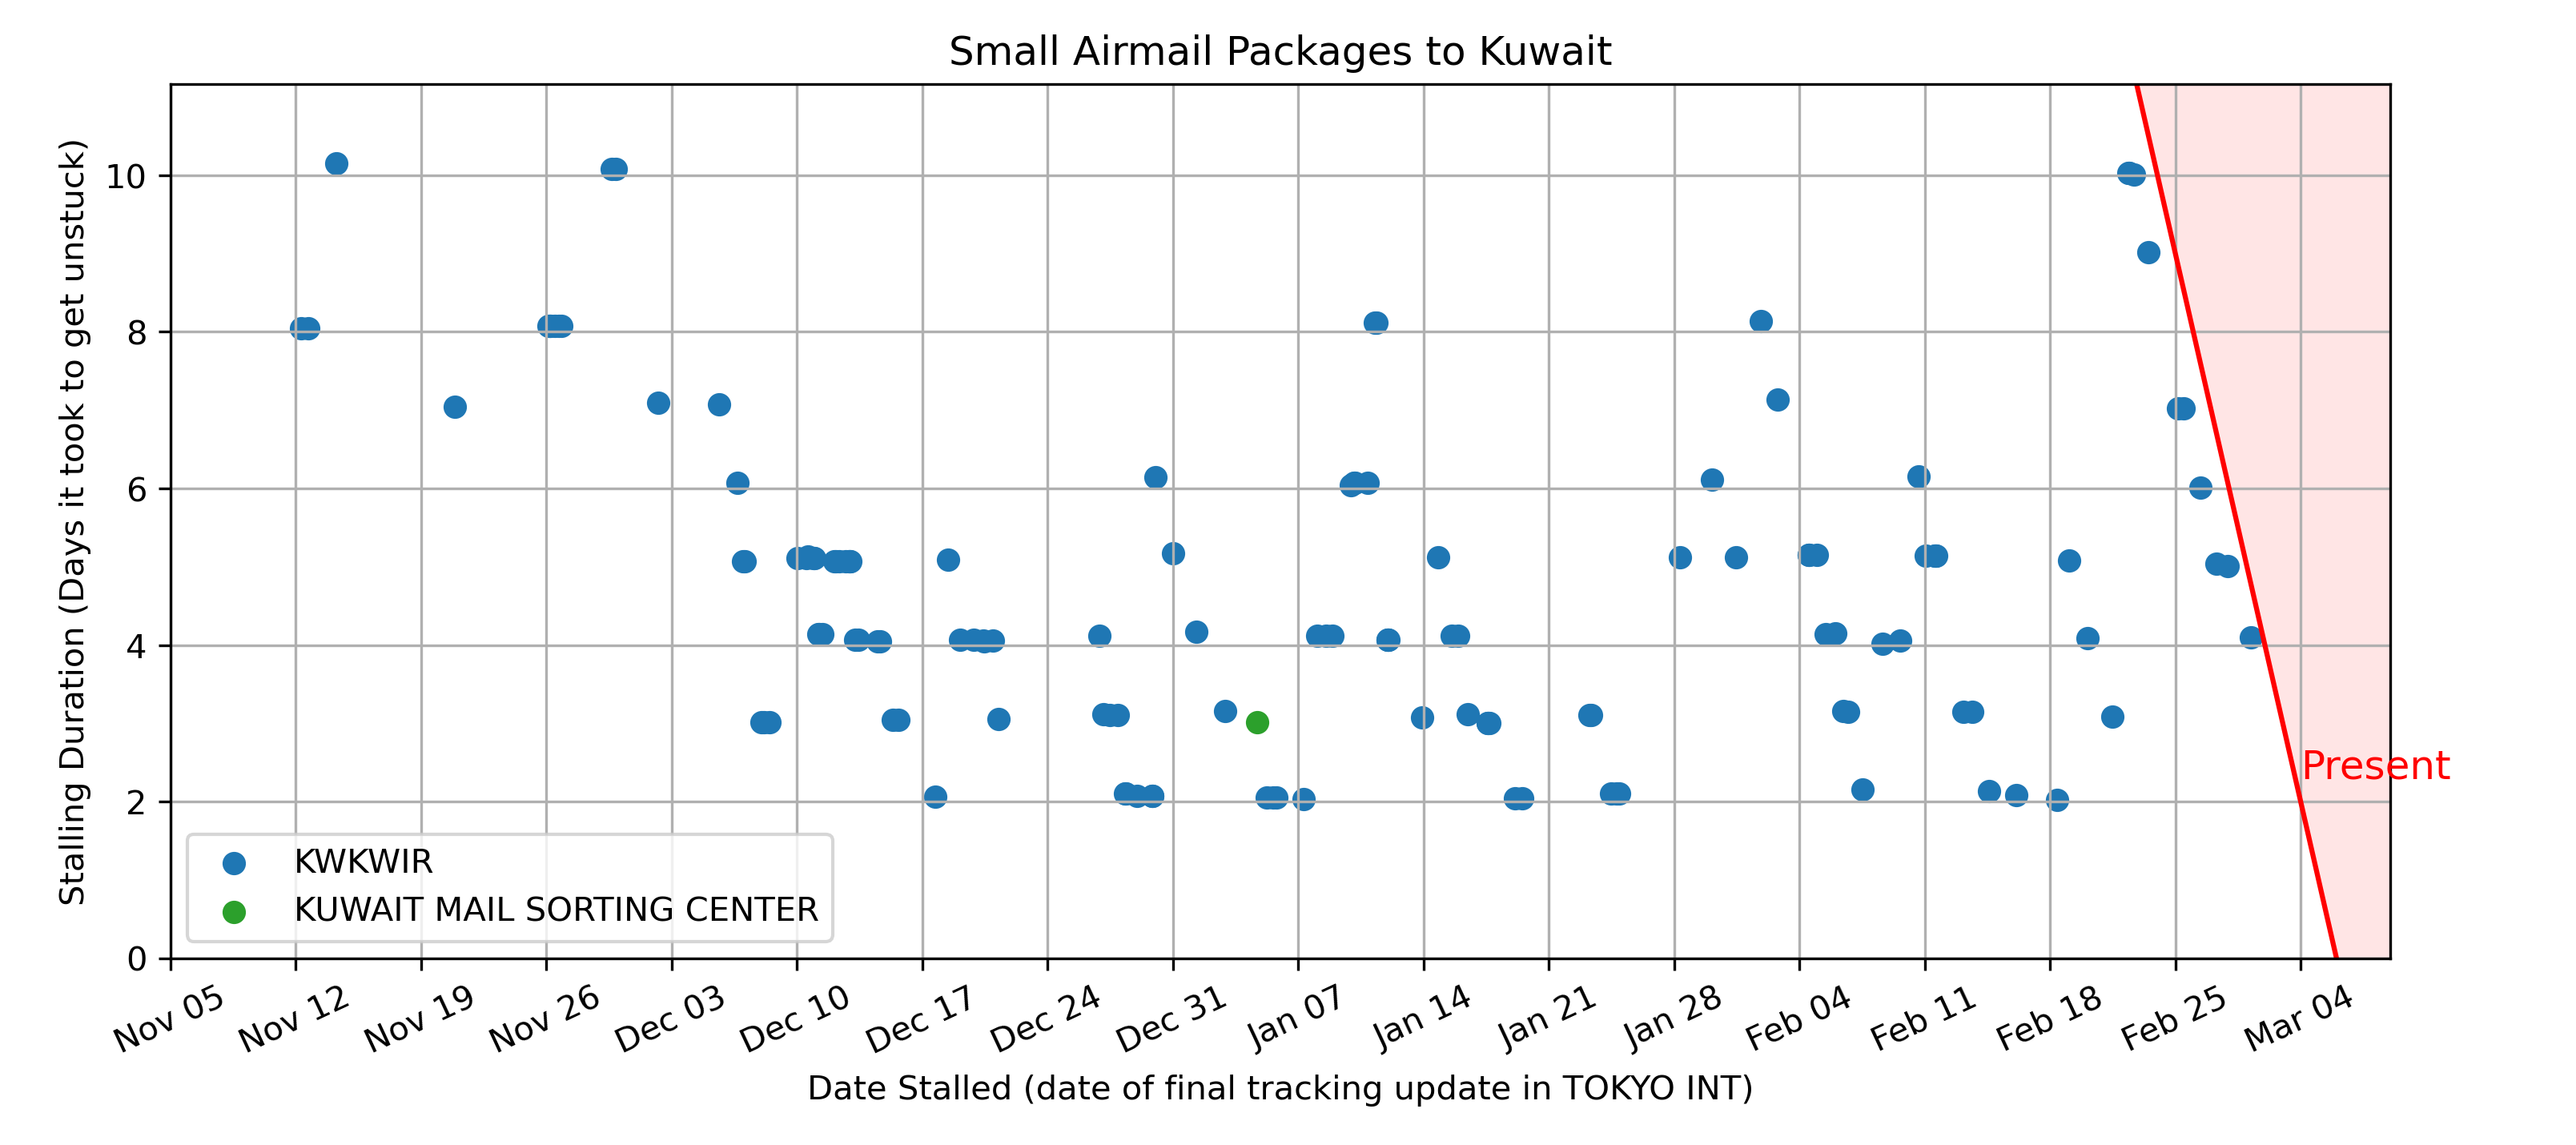 Small Airmail Packages to Kuwait
Stalling Duration (Days it took to get unstuck)
10
8
6
4
2
0
Present
KWKWIR
KUWAIT MAIL SORTING CENTER
Nov 05
Nov 12
Nov 19
Nov 26
Dec 03
Dec 10
Dec 17
Dec 24
Dec 31
Jan 07
Jan 14
Jan 21
Jan 28
Feb 04
Feb 11
Feb 18
Feb 25
Mar 04
Date Stalled (date of final tracking update in TOKYO INT)